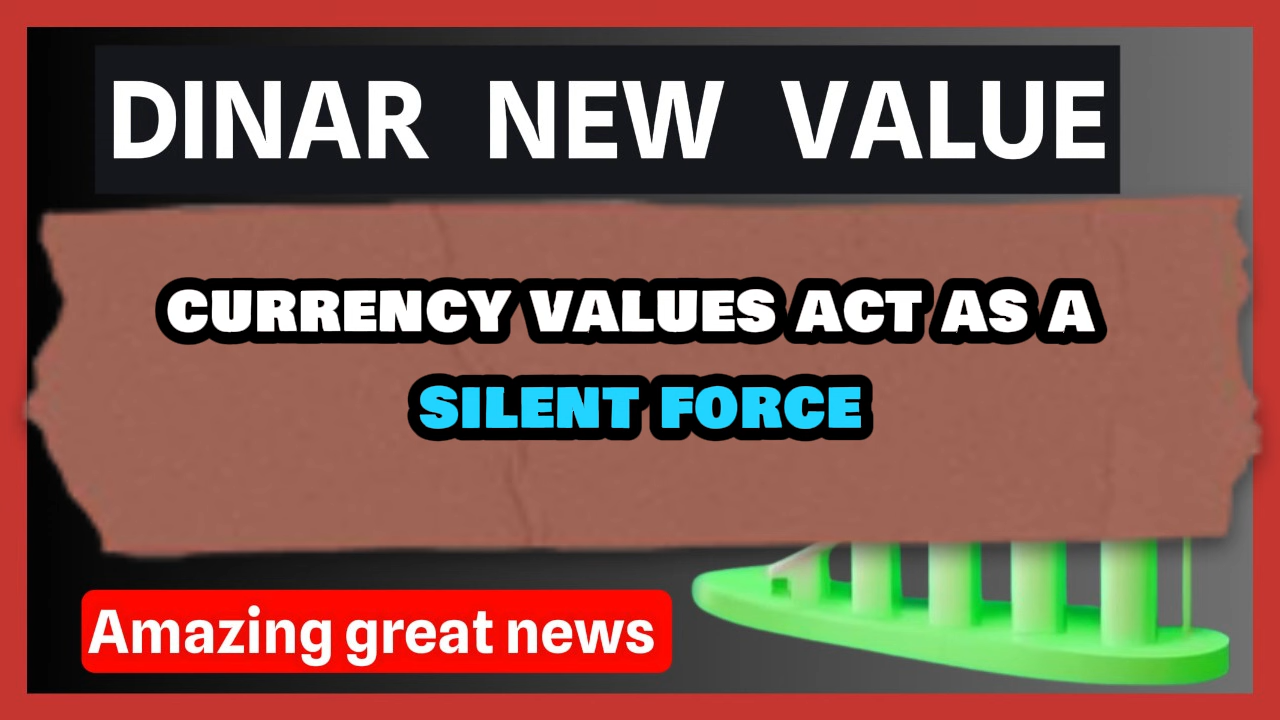 DINAR NEW VALUE
CURRENCY VALUES ACT AS A
SILENT FORCE
Amazing great news